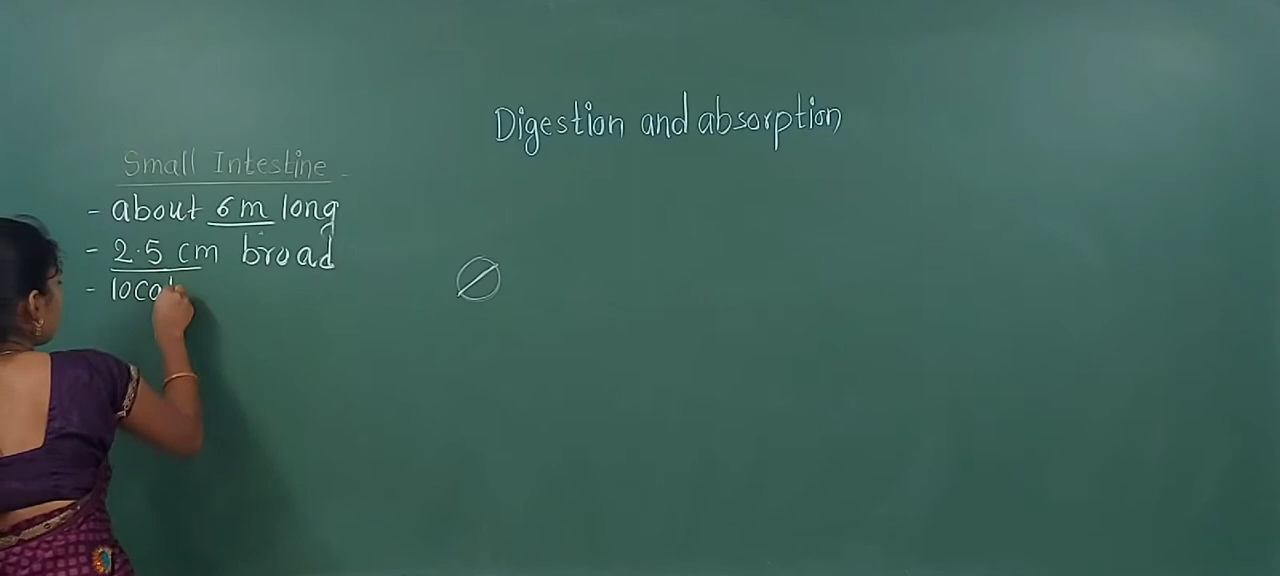 Digestion and absorption
Small Intestine
- about 6 m long
- 2.5 cm broad
-